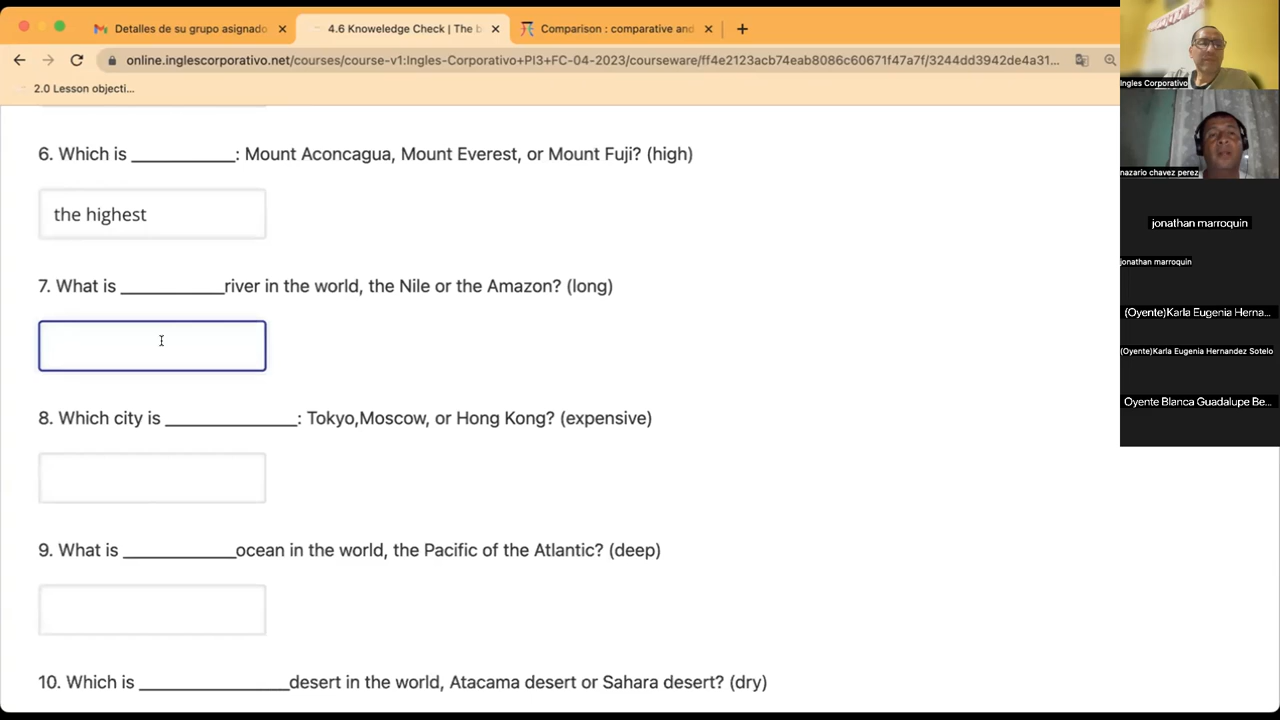 Detalles de su grupo asignado
4.6 Knoweledge Check | The b
Comparison : comparative and
online.inglescorporativo.net/courses/course-v1:Ingles-Corporativo+PI3+FC-04-2023/courseware/ff4e2123acb74eab8086c60671f47a7f/3244dd3942de4a31...
2.0 Lesson objecti...
6. Which is ___________: Mount Aconcagua, Mount Everest, or Mount Fuji? (high)
the highest
7. What is ___________river in the world, the Nile or the Amazon? (long)
8. Which city is ______________: Tokyo,Moscow, or Hong Kong? (expensive)
9. What is ____________ocean in the world, the Pacific of the Atlantic? (deep)
10. Which is ________________desert in the world, Atacama desert or Sahara desert? (dry)
Ingles Corporativo
nazario chavez perez
jonathan marroquin
jonathan marroquin
(Oyente)Karla Eugenia Herna...
(Oyente)Karla Eugenia Hernandez Sotelo
Oyente Blanca Guadalupe Be...